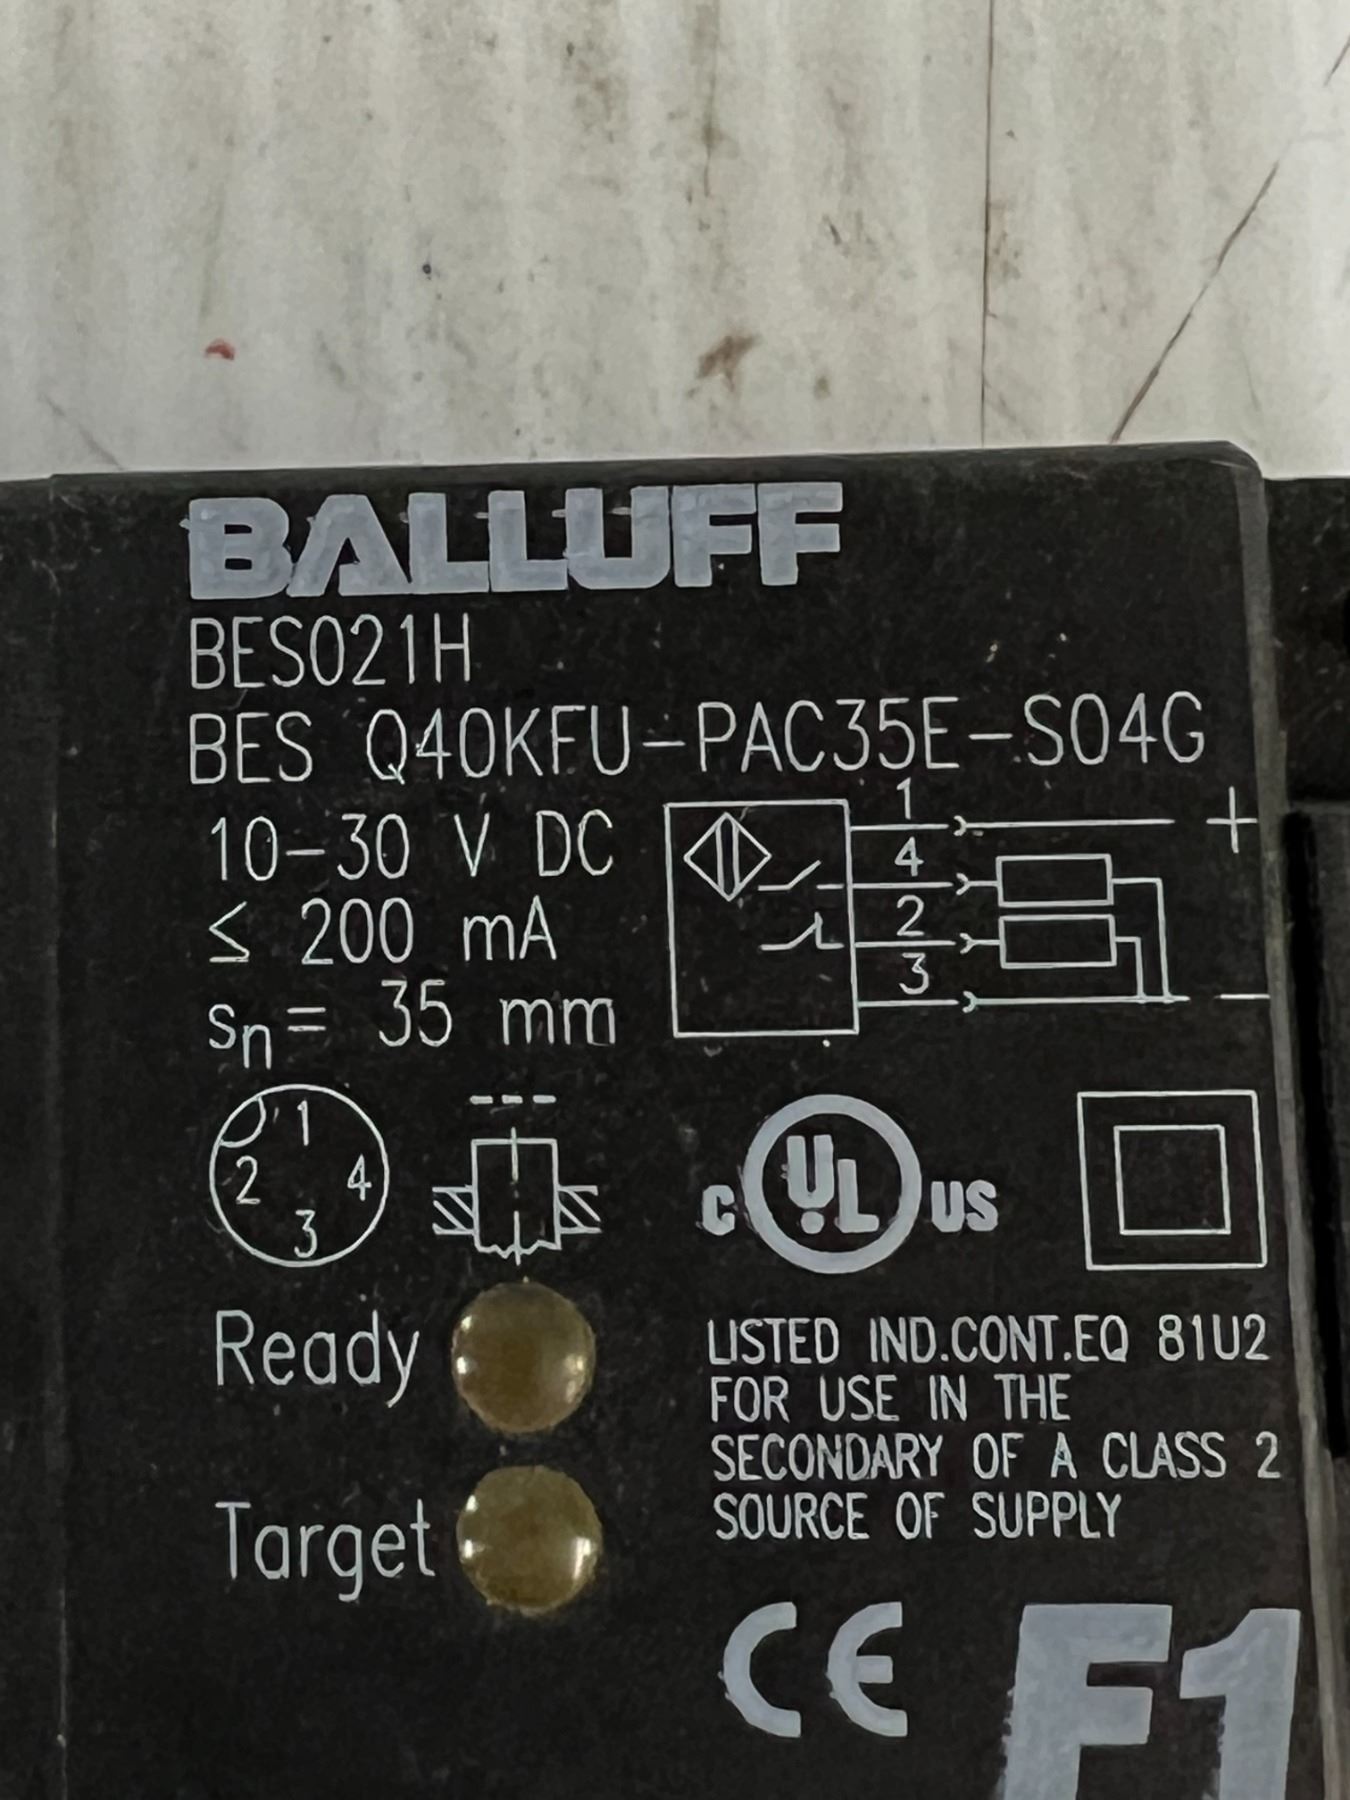 BALLUFF
BES021H
BES Q40KFU-PAC35E-S04G
10-30 V DC
≤ 200 mA
sn= 35 mm
1 +
4
2
3 -
1
2 4
3
C UL US
Ready
Target
LISTED IND.CONT.EQ 81U2
FOR USE IN THE
SECONDARY OF A CLASS 2
SOURCE OF SUPPLY
CE F1